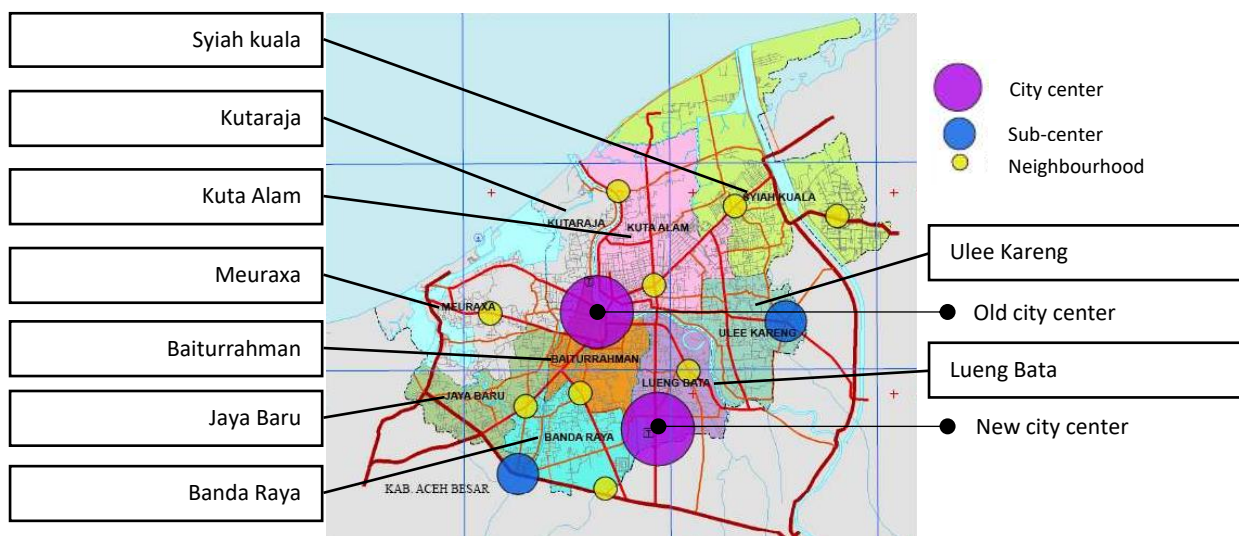 Syiah kuala
Kutaraja
Kuta Alam
Meuraxa
Baiturrahman
Jaya Baru
Banda Raya
SYIAH KUALA
KUTARAJA
KUTA ALAM
MEURAXA
ULEE KARENG
BAITURRAHMAN
LUENG BATA
JAYA BARU
BANDA RAYA
KAB. ACEH BESAR
City center
Sub-center
Neighbourhood
Ulee Kareng
Old city center
Lueng Bata
New city center